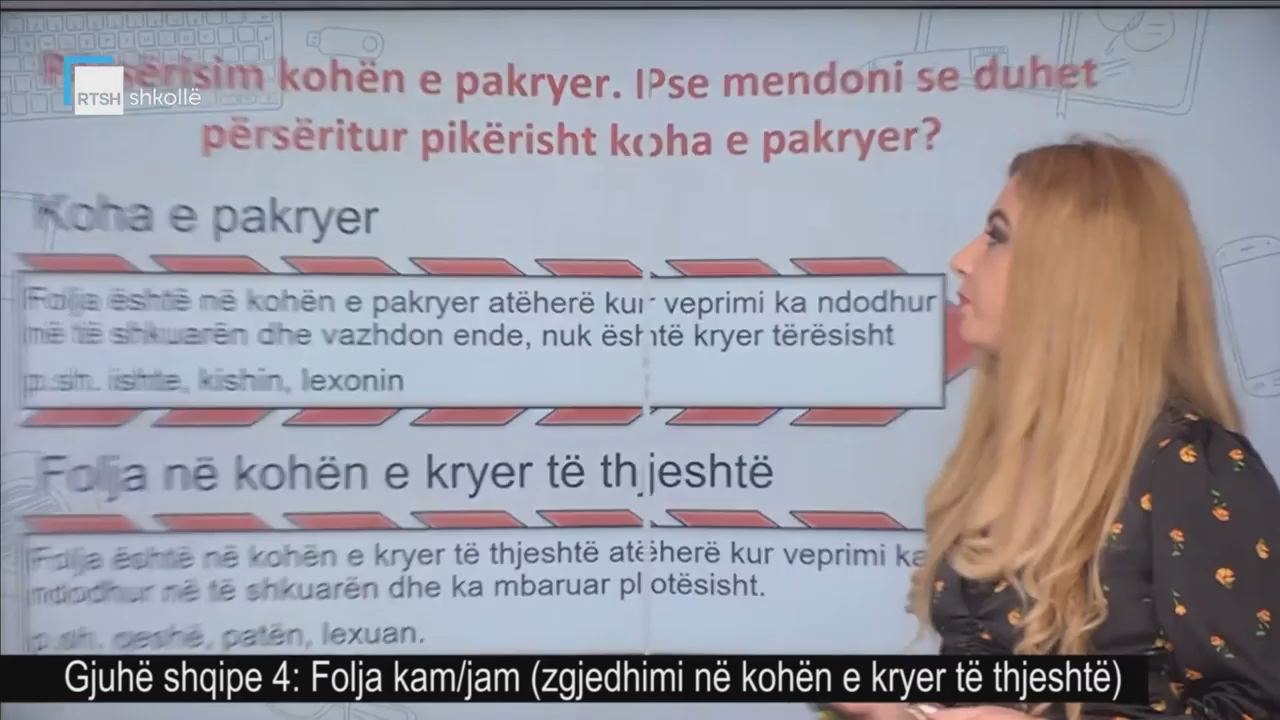 Përsërisim kohën e pakryer. Pse mendoni se duhet
përsëritur pikërisht koha e pakryer?
RTSH shkollë
Koha e pakryer
Folja është në kohën e pakryer atëherë kur veprimi ka ndodhur
më të shkuarën dhe vazhdon ende, nuk është kryer tërësisht
p.sh. ishte, kishin, lexonin
Folja në kohën e kryer të thjeshtë
Folja është në kohën e kryer të thjeshtë atëherë kur veprimi ka
ndodhur në të shkuarën dhe ka mbaruar plotësisht.
p.sh. qeshë, patën, lexuan.
Gjuhë shqipe 4: Folja kam/jam (zgjedhimi në kohën e kryer të thjeshtë)